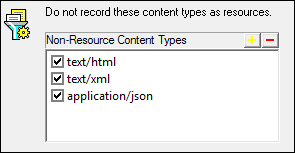 Do not record these content types as resources.
Non-Resource Content Types
text/html
text/xml
application/json